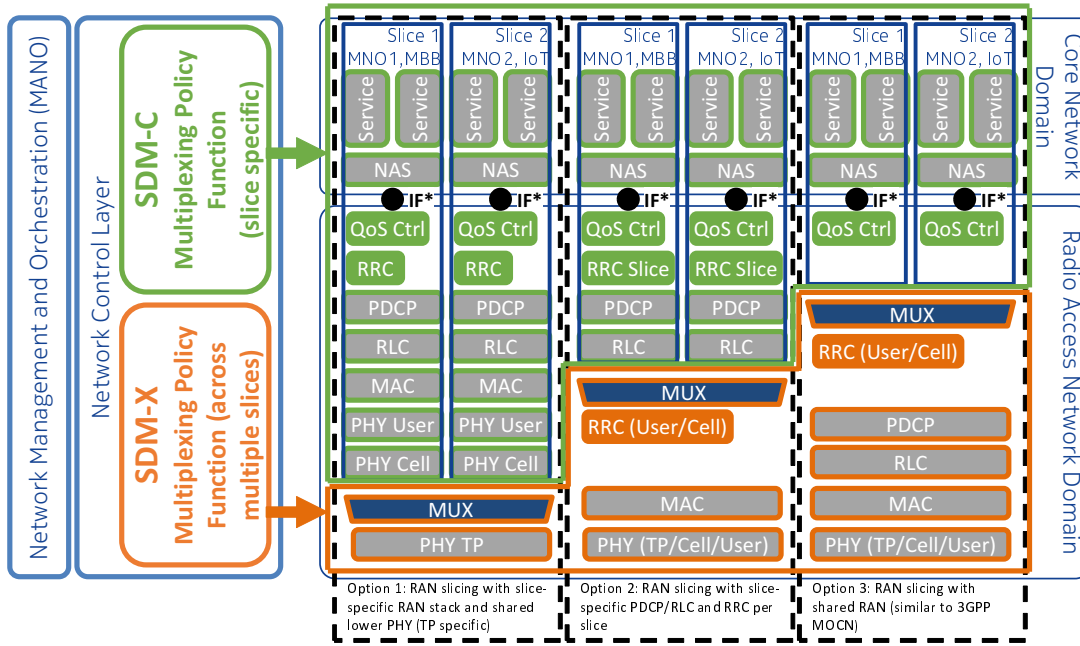 Network Management and Orchestration (MANO)
Network Control Layer
SDM-C
Multiplexing Policy
Function
(slice specific)
SDM-X
Multiplexing Policy
Function (across
multiple slices)
Slice 1
MNO1,MBB
Service
Service
NAS
IF*
QoS Ctrl
RRC
PDCP
RLC
MAC
PHY User
PHY Cell
Slice 2
MNO2, IoT
Service
Service
NAS
IF*
QoS Ctrl
RRC
PDCP
RLC
MAC
PHY User
PHY Cell
MUX
PHY TP
Option 1: RAN slicing with slice-
specific RAN stack and shared
lower PHY (TP specific)
Slice 1
MNO1,MBB
Service
Service
NAS
IF*
QoS Ctrl
RRC Slice
PDCP
RLC
Slice 2
MNO2, IoT
Service
Service
NAS
IF*
QoS Ctrl
RRC Slice
PDCP
RLC
MUX
RRC (User/Cell)
MAC
PHY (TP/Cell/User)
Option 2: RAN slicing with slice-
specific PDCP/RLC and RRC per
slice
Slice 1
MNO1,MBB
Service
Service
NAS
IF*
QoS Ctrl
Slice 2
MNO2, IoT
Service
Service
NAS
IF*
QoS Ctrl
MUX
RRC (User/Cell)
PDCP
RLC
MAC
PHY (TP/Cell/User)
Option 3: RAN slicing with
shared RAN (similar to 3GPP
MOCN)
Core Network
Domain
Radio Access Network Domain